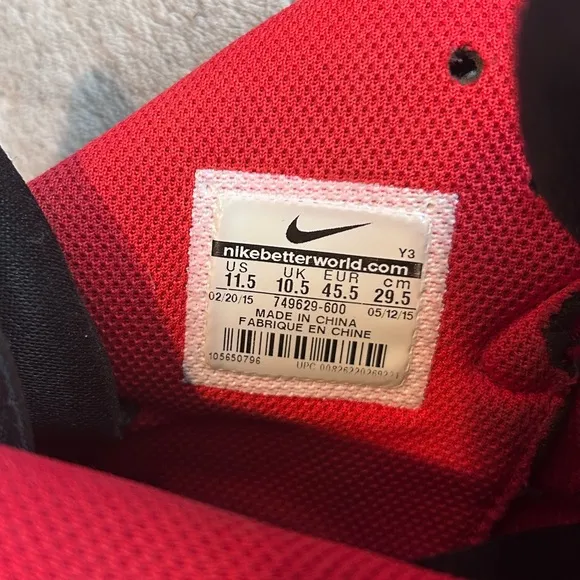 Y3
nikebetterworld.com
US UK EUR cm
11.5 10.5 45.5 29.5
02/20/15 749629-600 05/12/15
MADE IN CHINA
FABRIQUE EN CHINE
105650796 UPC